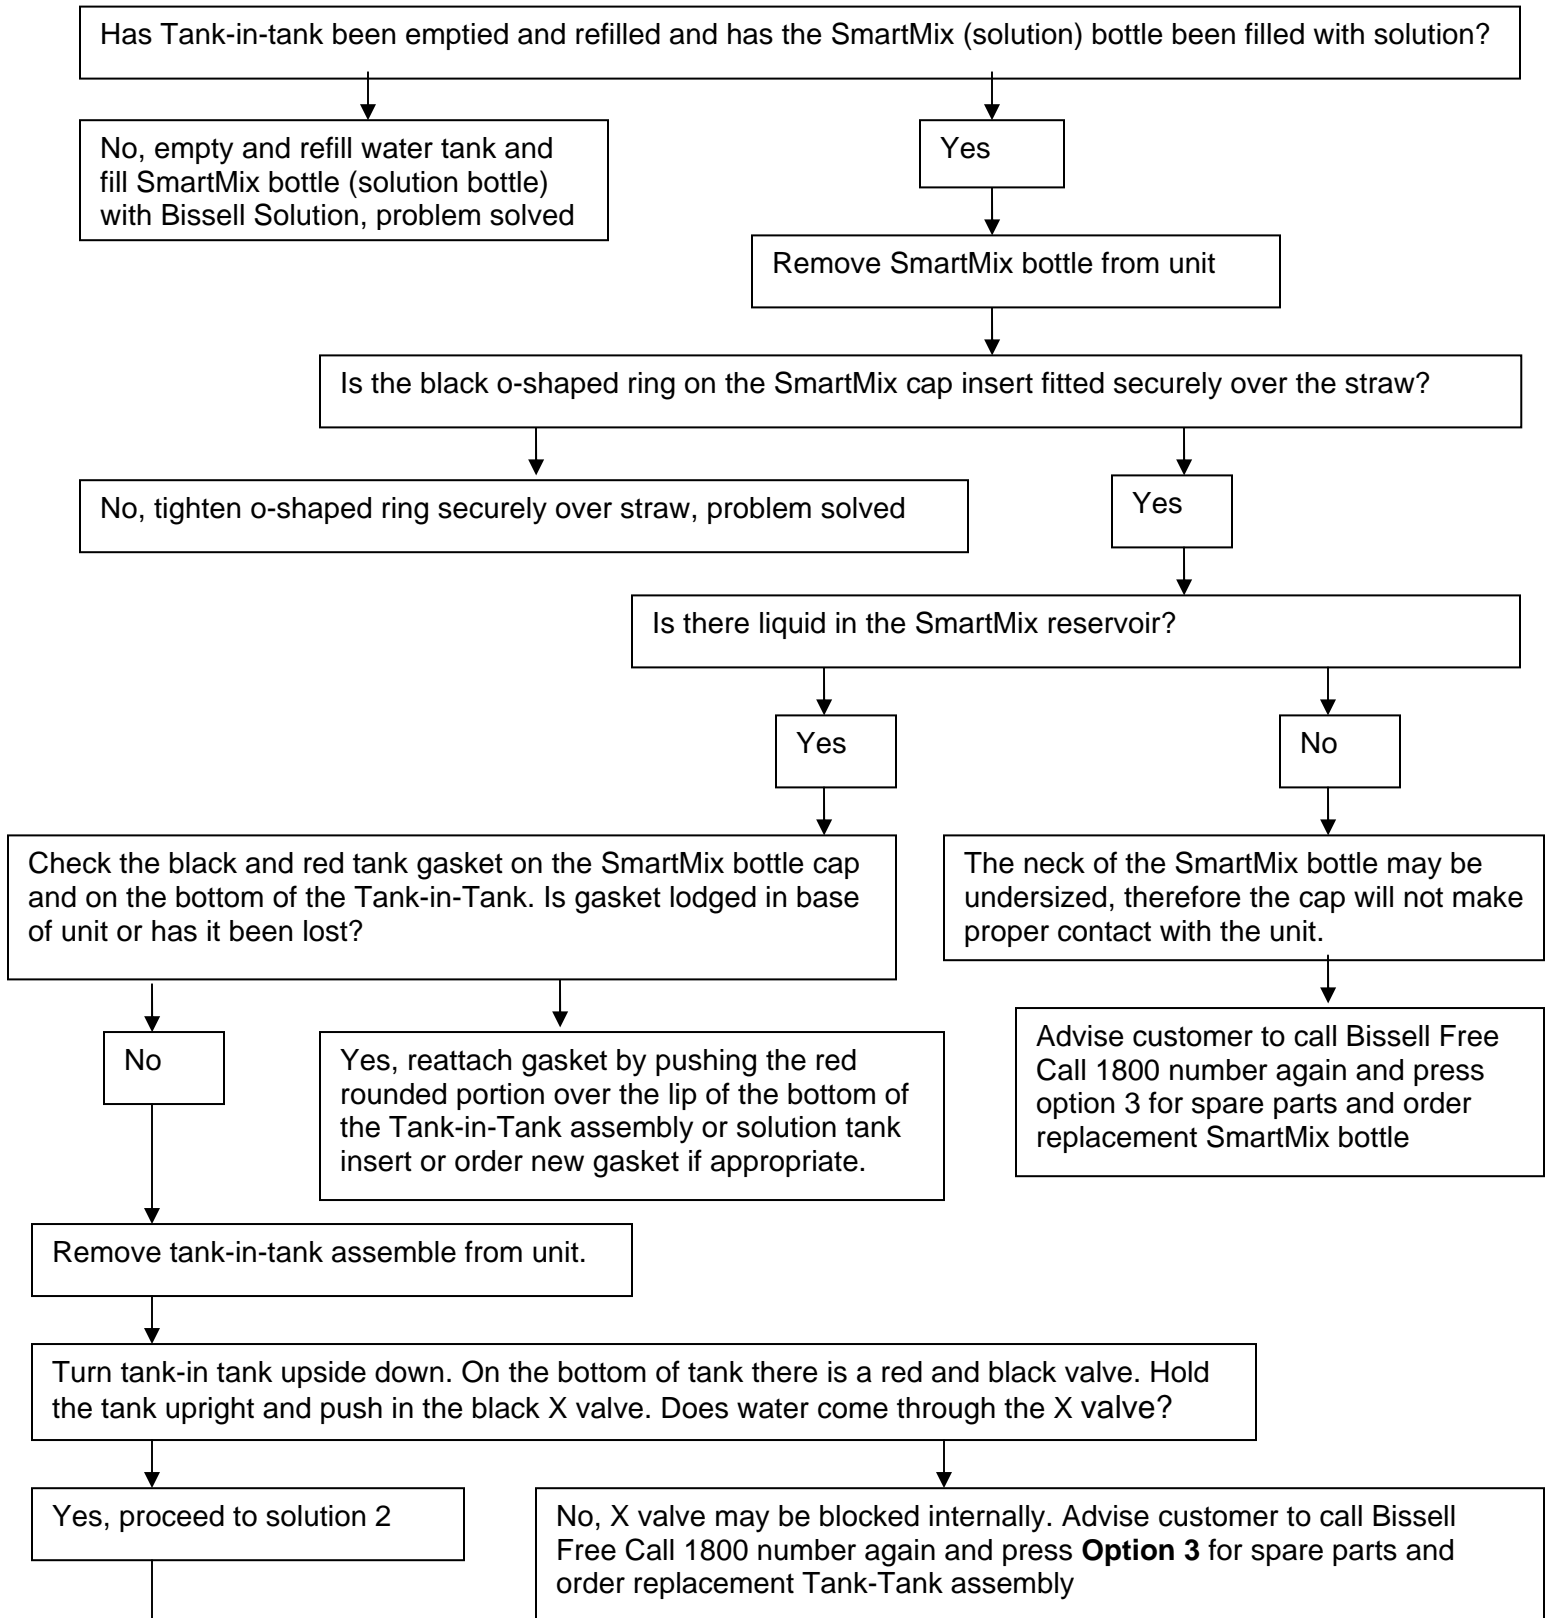 Has Tank-in-tank been emptied and refilled and has the SmartMix (solution) bottle been filled with solution?
No, empty and refill water tank and
fill SmartMix bottle (solution bottle)
with Bissell Solution, problem solved
Yes
Remove SmartMix bottle from unit
Is the black o-shaped ring on the SmartMix cap insert fitted securely over the straw?
No, tighten o-shaped ring securely over straw, problem solved
Yes
Is there liquid in the SmartMix reservoir?
Yes
No
Check the black and red tank gasket on the SmartMix bottle cap
and on the bottom of the Tank-in-Tank. Is gasket lodged in base
of unit or has it been lost?
The neck of the SmartMix bottle may be
undersized, therefore the cap will not make
proper contact with the unit.
No
Yes, reattach gasket by pushing the red
rounded portion over the lip of the bottom of
the Tank-in-Tank assembly or solution tank
insert or order new gasket if appropriate.
Advise customer to call Bissell Free
Call 1800 number again and press
option 3 for spare parts and order
replacement SmartMix bottle
Remove tank-in-tank assemble from unit.
Turn tank-in tank upside down. On the bottom of tank there is a red and black valve. Hold
the tank upright and push in the black X valve. Does water come through the X valve?
Yes, proceed to solution 2
No, X valve may be blocked internally. Advise customer to call Bissell
Free Call 1800 number again and press Option 3 for spare parts and
order replacement Tank-Tank assembly